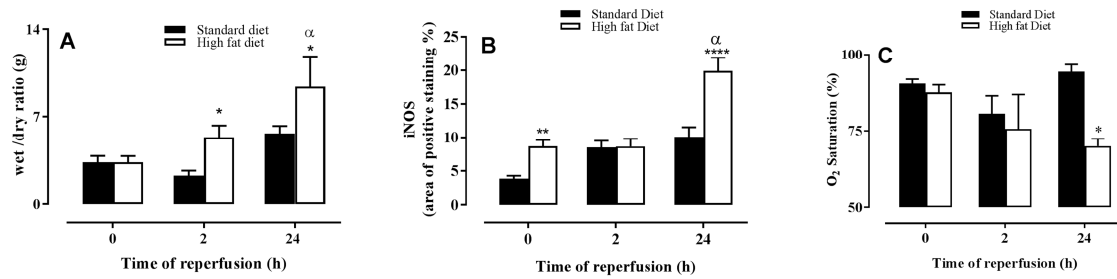 A
Standard diet
High fat diet
wet /dry ratio (g)
14
7
0
*
α
*
0
2
24
Time of reperfusion (h)
B
Standard Diet
High fat Diet
iNOS
(area of positive staining %)
25
20
15
10
5
0
**
α
****
0
2
24
Time of reperfusion (h)
C
Standard Diet
High fat Diet
O₂ Saturation (%)
100
75
50
*
0
2
24
Time of reperfusion (h)